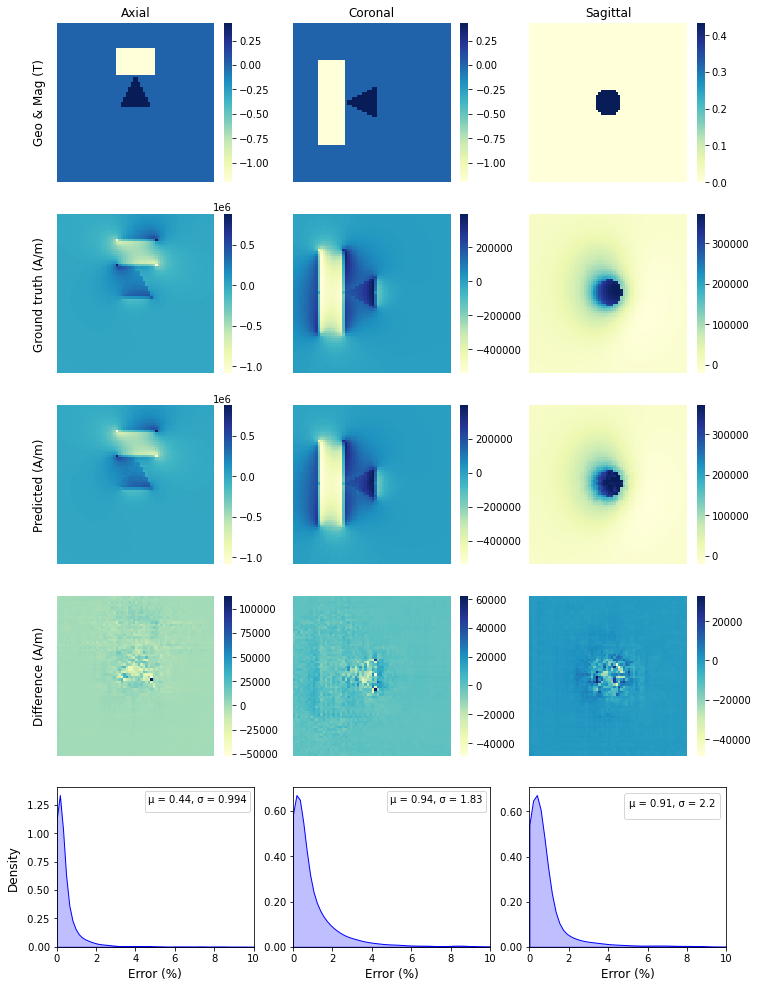 Axial Coronal Sagittal
Geo & Mag (T)
0.25 0.25 0.4
0.00 0.00 0.3
−0.25 −0.25 0.2
−0.50 −0.50 0.1
−0.75 −0.75 0.0
−1.00 −1.00
Ground truth (A/m)
1e6
0.5 200000 300000
0.0 0 200000
−0.5 −200000 100000
−1.0 −400000 0
Predicted (A/m)
1e6
0.5 200000 300000
0.0 0 200000
−0.5 −200000 100000
−1.0 −400000 0
Difference (A/m)
100000 60000 20000
75000 40000 0
50000 20000 −20000
25000 0 −40000
0 −20000
−25000 −40000
−50000
μ = 0.44, σ = 0.994 μ = 0.94, σ = 1.83 μ = 0.91, σ = 2.2
Density
1.25 0.60 0.60
1.00 0.40 0.40
0.75 0.20 0.20
0.50 0.00 0.00
0.25
0.00
0 2 4 6 8 10 0 2 4 6 8 10 0 2 4 6 8 10
Error (%) Error (%) Error (%)